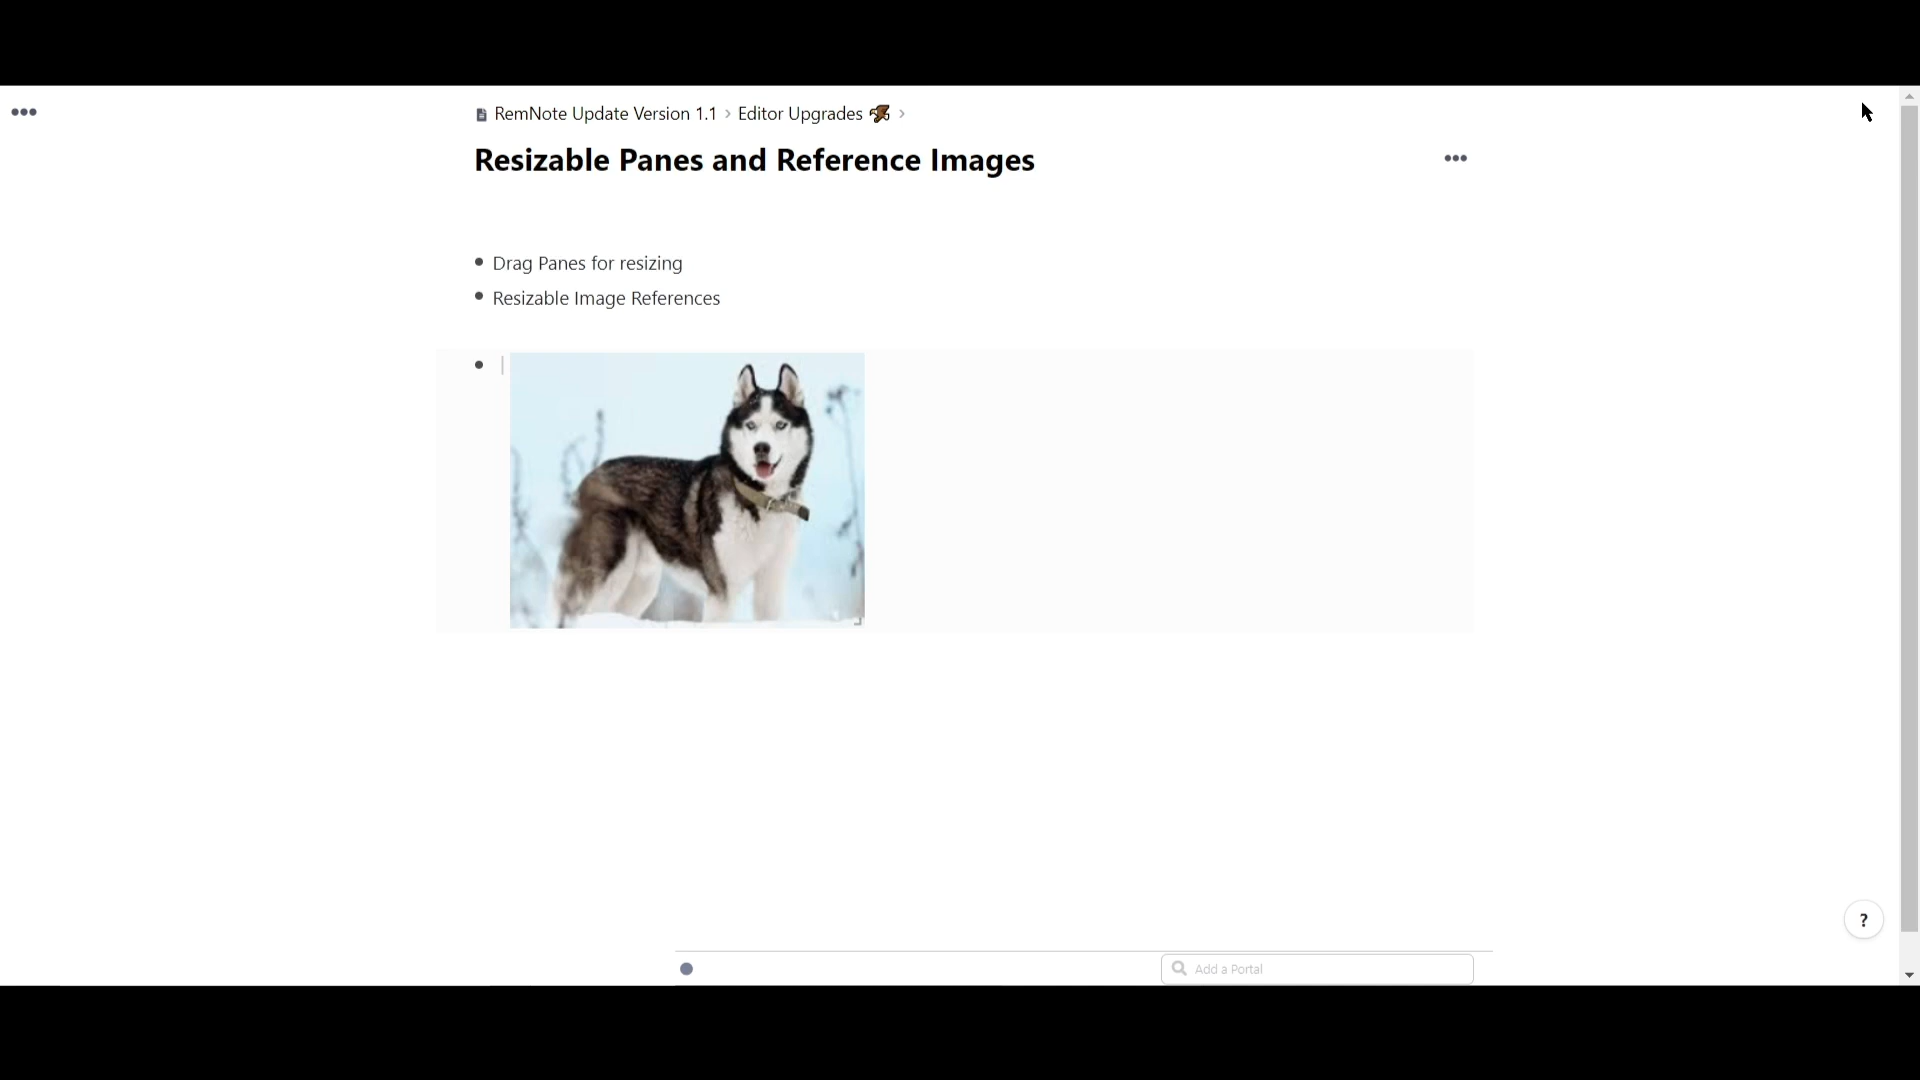 RemNote Update Version 1.1 › Editor Upgrades ›
Resizable Panes and Reference Images
Drag Panes for resizing
Resizable Image References
?
Add a Portal